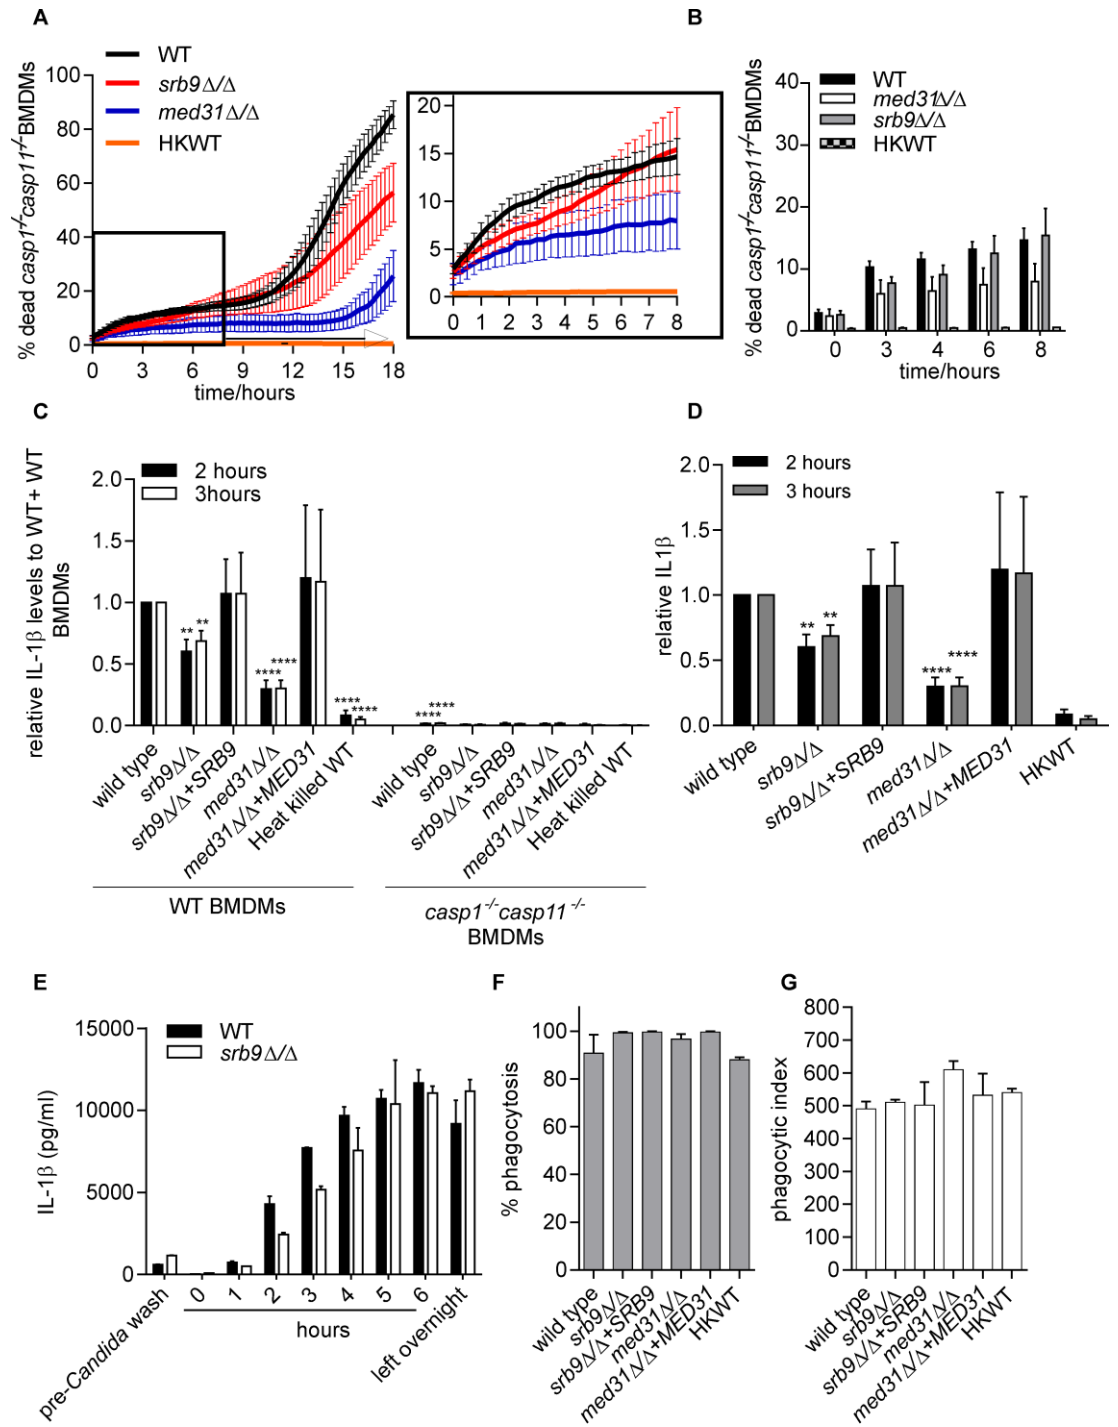 A
WT
srb9Δ/Δ
med31Δ/Δ
HKWT
% dead casp1-/-casp11-/-BMDMs
100
80
60
40
20
0
0 3 6 9 12 15 18
time/hours
20
15
10
5
0
0 1 2 3 4 5 6 7 8
B
WT
med31Δ/Δ
srb9Δ/Δ
HKWT
% dead casp1-/-casp11-/-BMDMs
40
30
20
10
0
0 3 4 6 8
time/hours
C
2 hours
3hours
relative IL-1β levels to WT+ WT
BMDMs
2.0
1.5
1.0
0.5
0.0
** ** **** **** **** **** **** ****
wild type
srb9Δ/Δ
srb9Δ/Δ+SRB9
med31Δ/Δ
med31Δ/Δ+MED31
Heat killed WT
wild type
srb9Δ/Δ
srb9Δ/Δ+SRB9
med31Δ/Δ
med31Δ/Δ+MED31
Heat killed WT
WT BMDMs
casp1-/-casp11-/-
BMDMs
D
2 hours
3 hours
relative IL1β
2.0
1.5
1.0
0.5
0.0
** ** **** ****
wild type
srb9Δ/Δ
srb9Δ/Δ+SRB9
med31Δ/Δ
med31Δ/Δ+MED31
HKWT
E
WT
srb9Δ/Δ
IL-1β (pg/ml)
15000
10000
5000
0
pre-Candida wash
0 1 2 3 4 5 6
left overnight
hours
F
% phagocytosis
100
80
60
40
20
0
wild type
srb9Δ/Δ
srb9Δ/Δ+SRB9
med31Δ/Δ
med31Δ/Δ+MED31
HKWT
G
phagocytic index
800
700
600
500
400
300
200
100
0
wild type
srb9Δ/Δ
srb9Δ/Δ+SRB9
med31Δ/Δ
med31Δ/Δ+MED31
HKWT